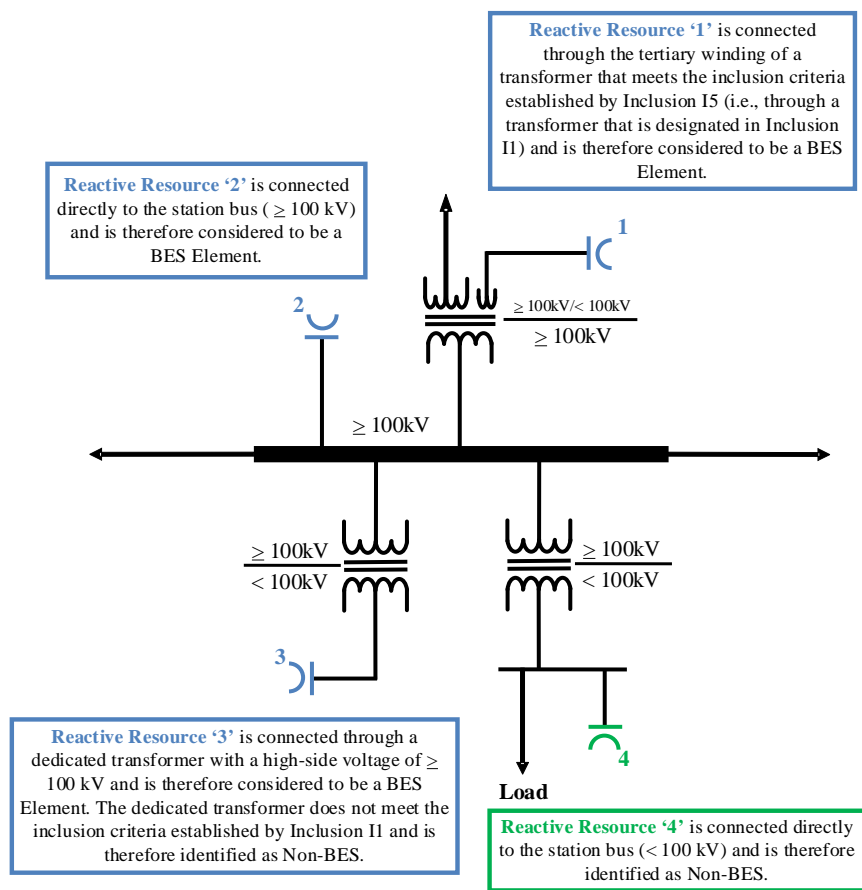 Reactive Resource ‘1’ is connected
through the tertiary winding of a
transformer that meets the inclusion criteria
established by Inclusion I5 (i.e., through a
transformer that is designated in Inclusion
I1) and is therefore considered to be a BES
Element.
Reactive Resource ‘2’ is connected
directly to the station bus ( ≥ 100 kV)
and is therefore considered to be a
BES Element.
1
2
≥ 100kV/< 100kV
≥ 100kV
≥ 100kV
≥ 100kV
< 100kV
≥ 100kV
< 100kV
3
4
Load
Reactive Resource ‘3’ is connected through a
dedicated transformer with a high-side voltage of ≥
100 kV and is therefore considered to be a BES
Element. The dedicated transformer does not meet the
inclusion criteria established by Inclusion I1 and is
therefore identified as Non-BES.
Reactive Resource ‘4’ is connected directly
to the station bus (< 100 kV) and is therefore
identified as Non-BES.